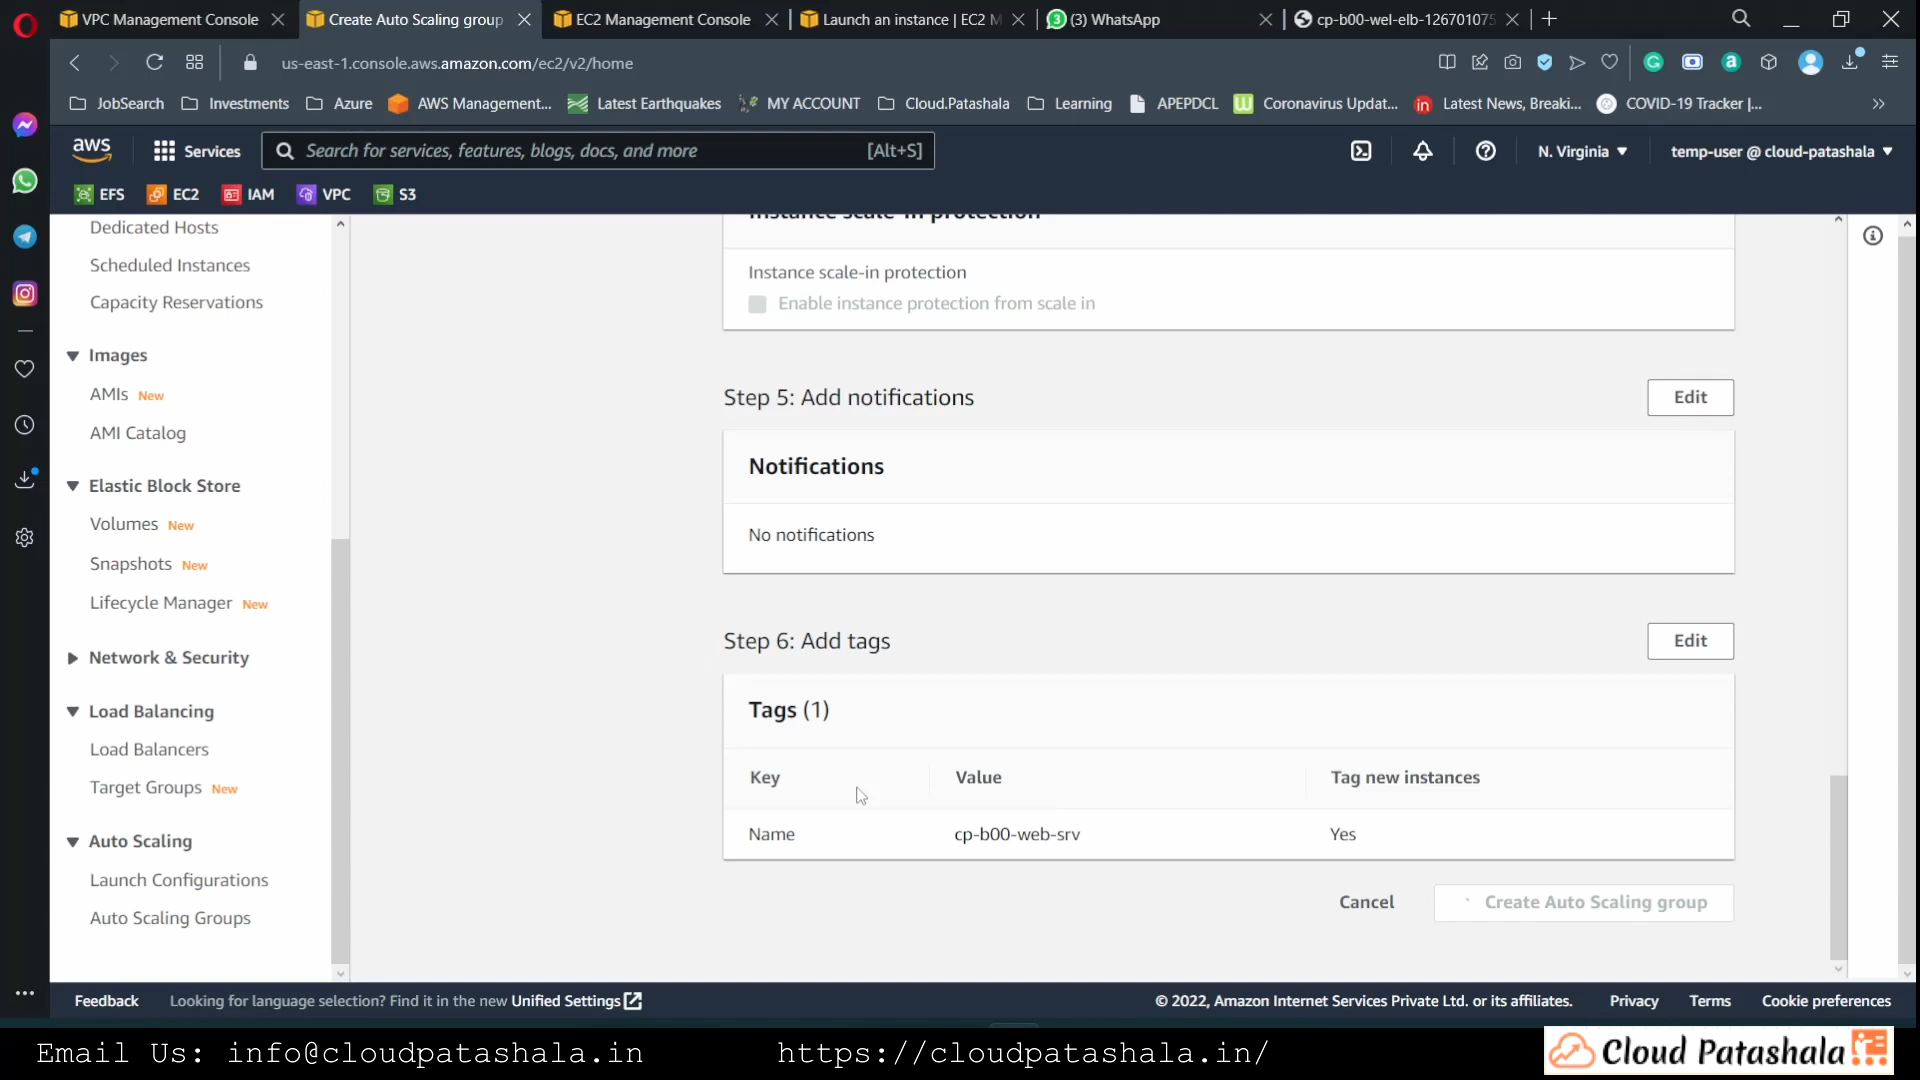 VPC Management Console
Create Auto Scaling group
EC2 Management Console
Launch an instance | EC2 M
(3) WhatsApp
cp-b00-wel-elb-126701075
us-east-1.console.aws.amazon.com/ec2/v2/home
JobSearch
Investments
Azure
AWS Management...
Latest Earthquakes
MY ACCOUNT
Cloud.Patashala
Learning
APEPDCL
Coronavirus Updat...
Latest News, Breaki...
COVID-19 Tracker |...
aws
Services
Search for services, features, blogs, docs, and more
[Alt+S]
N. Virginia
temp-user @ cloud-patashala
EFS
EC2
IAM
VPC
S3
Dedicated Hosts
Scheduled Instances
Capacity Reservations
Images
AMIs New
AMI Catalog
Elastic Block Store
Volumes New
Snapshots New
Lifecycle Manager New
Network & Security
Load Balancing
Load Balancers
Target Groups New
Auto Scaling
Launch Configurations
Auto Scaling Groups
Instance scale-in protection
Instance scale-in protection
Enable instance protection from scale in
Step 5: Add notifications
Edit
Notifications
No notifications
Step 6: Add tags
Edit
Tags (1)
Key
Value
Tag new instances
Name
cp-b00-web-srv
Yes
Cancel
Create Auto Scaling group
Feedback
Looking for language selection? Find it in the new Unified Settings
© 2022, Amazon Internet Services Private Ltd. or its affiliates.
Privacy
Terms
Cookie preferences
Email Us: info@cloudpatashala.in
https://cloudpatashala.in/
Cloud Patashala